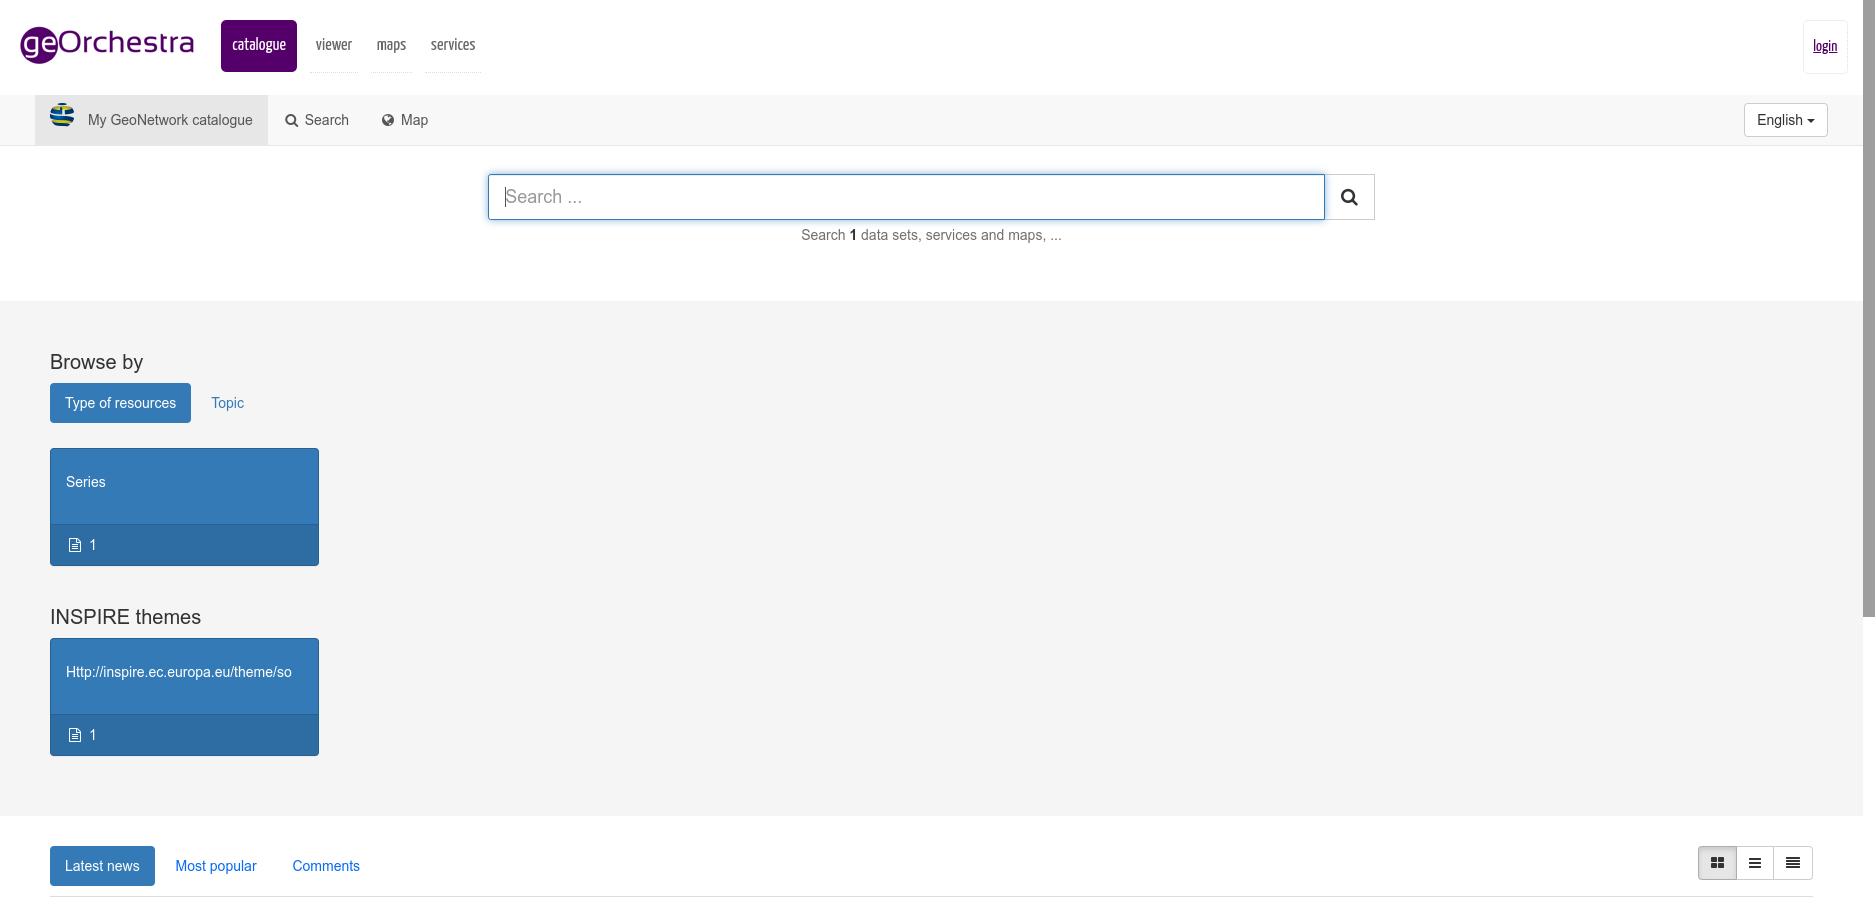 geOrchestra catalogue viewer maps services login
My GeoNetwork catalogue Search Map English
Search ...
Search 1 data sets, services and maps, ...
Browse by
Type of resources Topic
Series
1
INSPIRE themes
Http://inspire.ec.europa.eu/theme/so
1
Latest news Most popular Comments